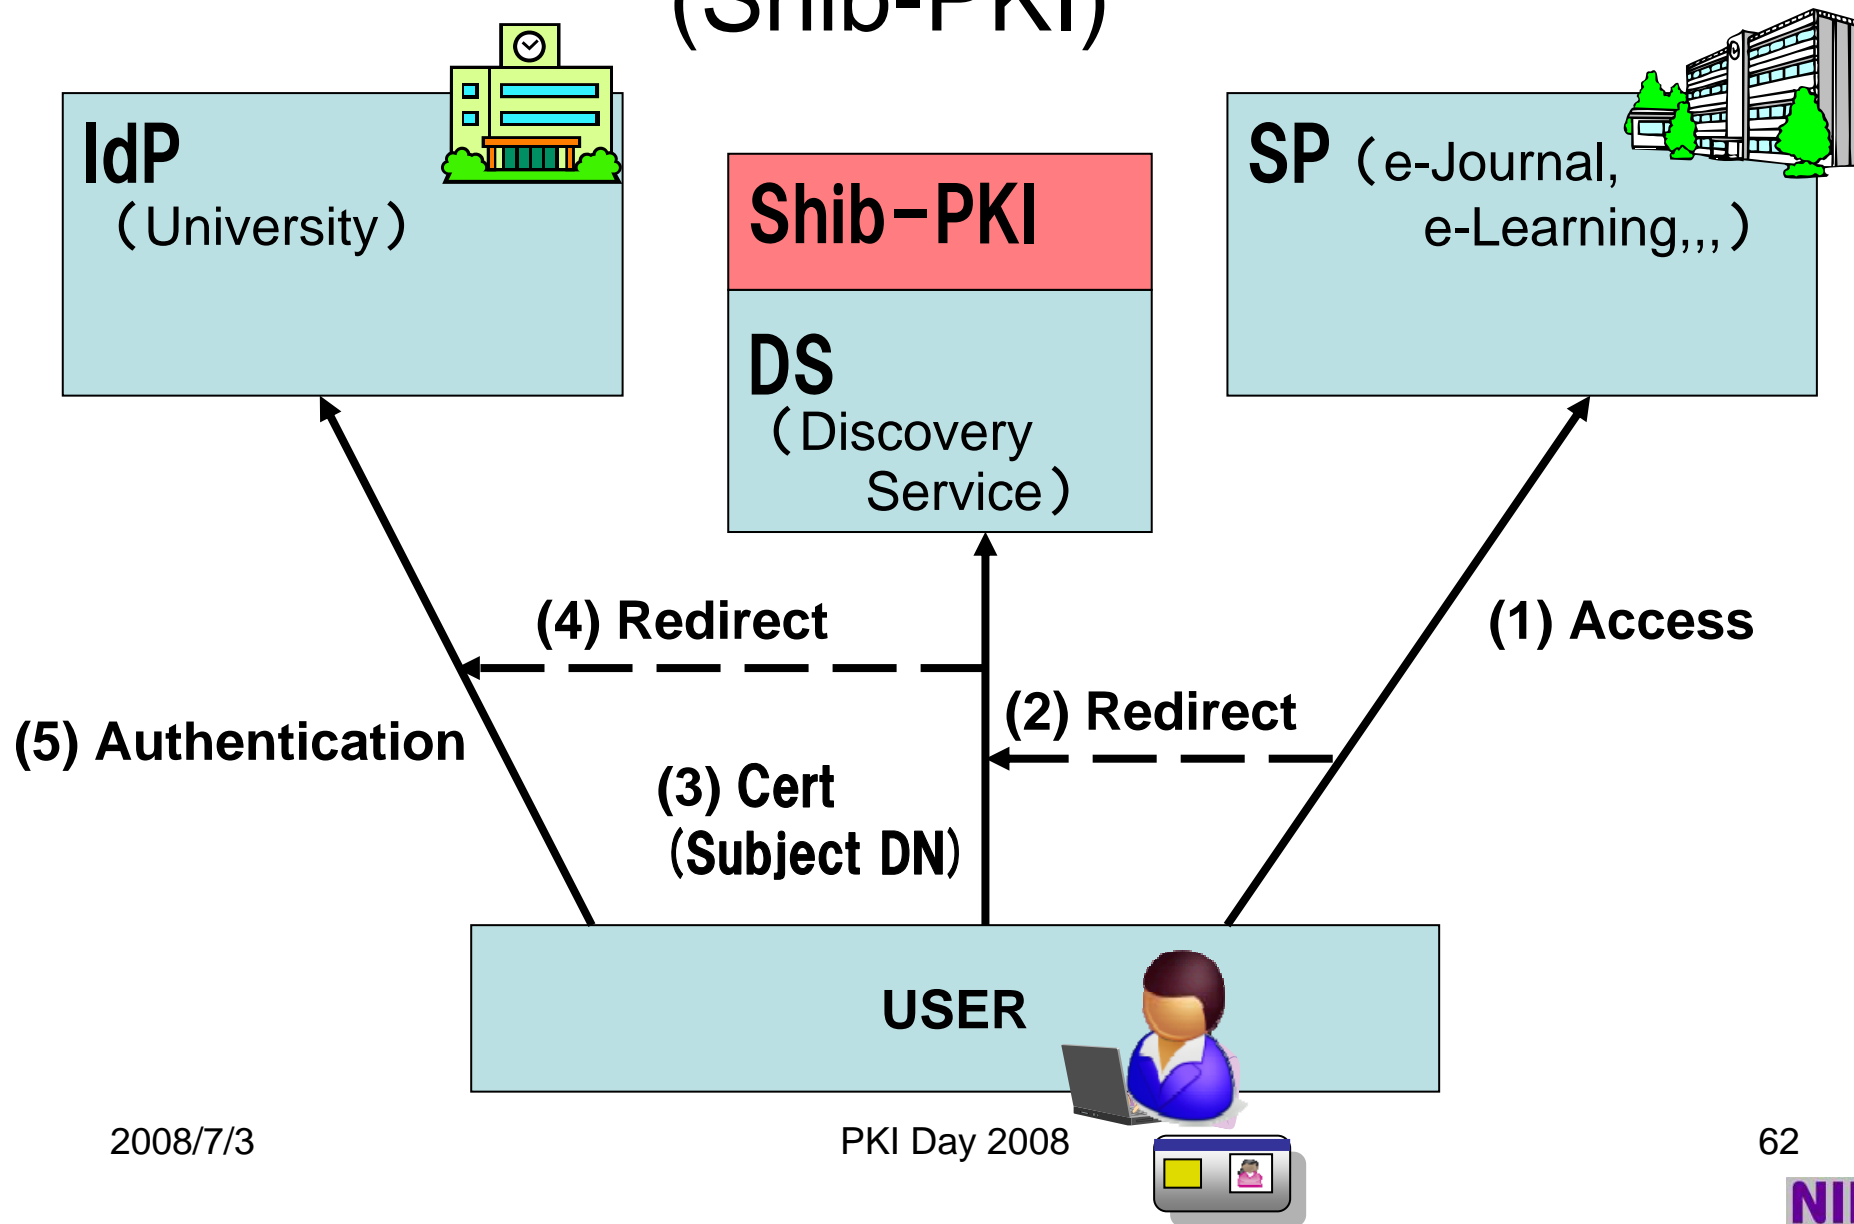 (Shib-PKI)
IdP
（University）
Shib－PKI
DS
（Discovery
Service）
SP（e-Journal,
e-Learning,,,）
(4) Redirect
(1) Access
(2) Redirect
(5) Authentication
(3) Cert
（Subject DN）
USER
2008/7/3
PKI Day 2008
62